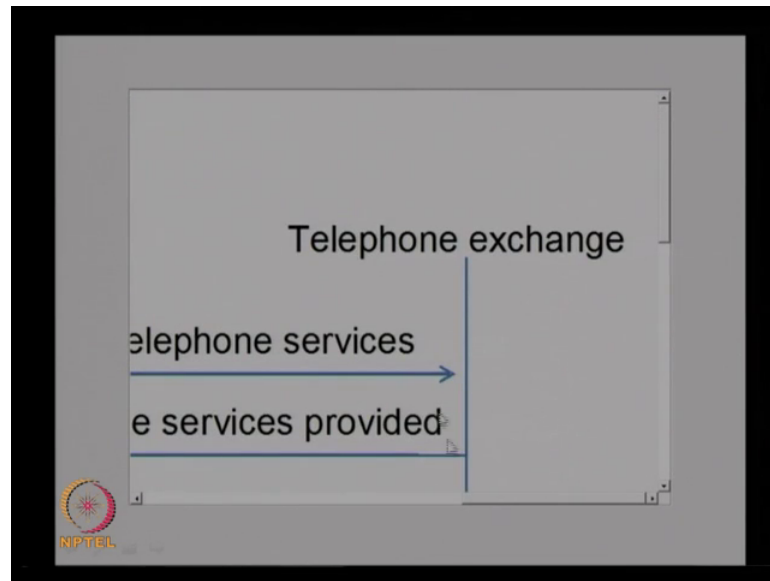 Telephone exchange
elephone services
e services provided
NPTEL